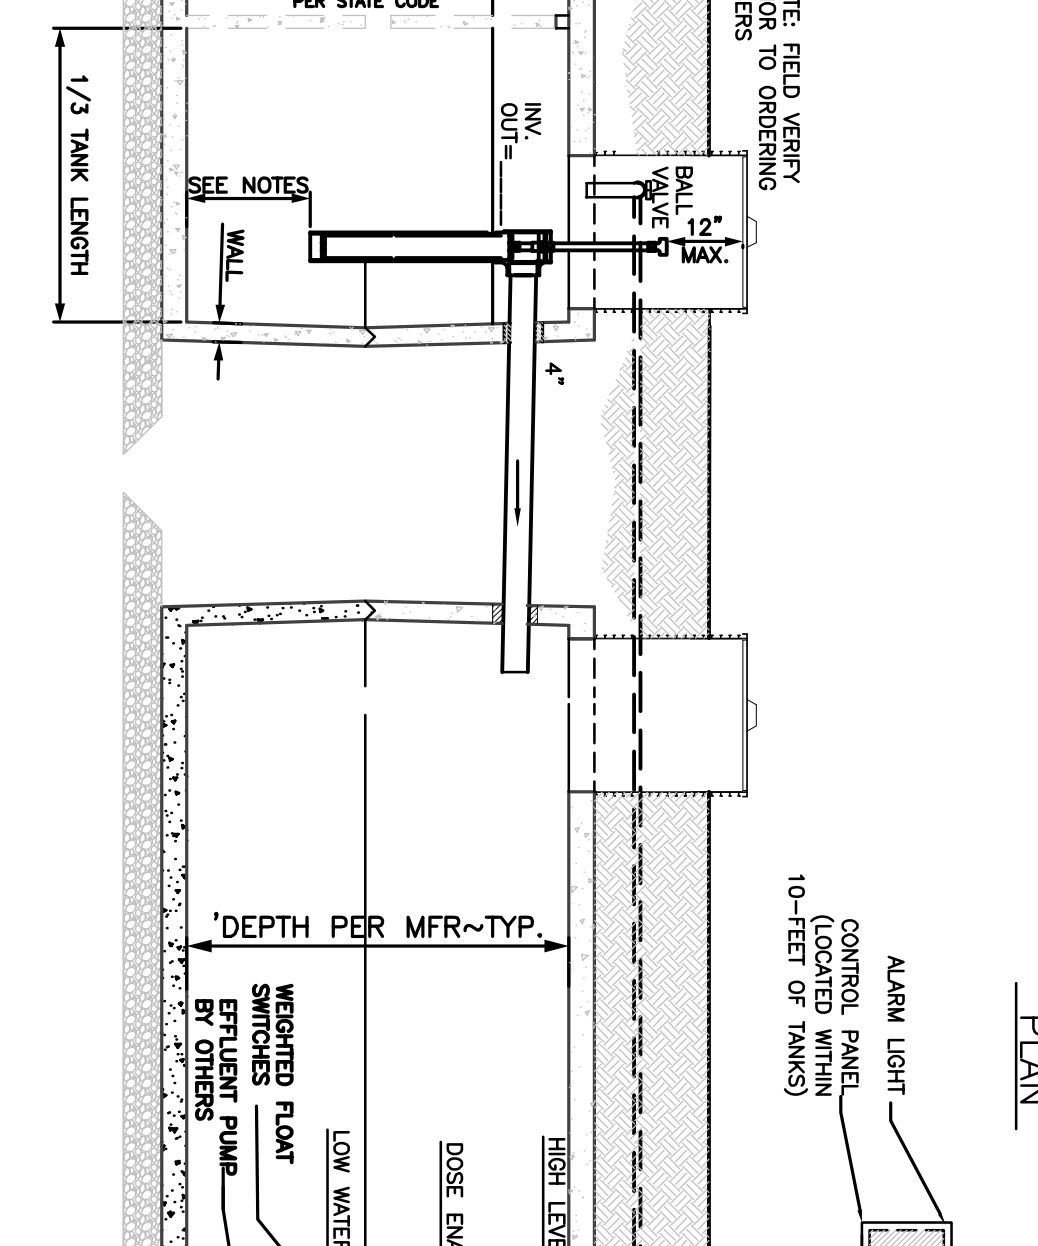 PER STATE CODE
TE: FIELD VERIFY
OR TO ORDERING
ERS
1/3 TANK LENGTH
INV.
OUT=
SEE NOTES
WALL
BALL
VALVE
12"
MAX.
4"
'DEPTH PER MFR~TYP.
PLAN
ALARM LIGHT
CONTROL PANEL
(LOCATED WITHIN
10-FEET OF TANKS)
WEIGHTED FLOAT
SWITCHES
EFFLUENT PUMP
BY OTHERS
HIGH LEVE
DOSE ENA
LOW WATER